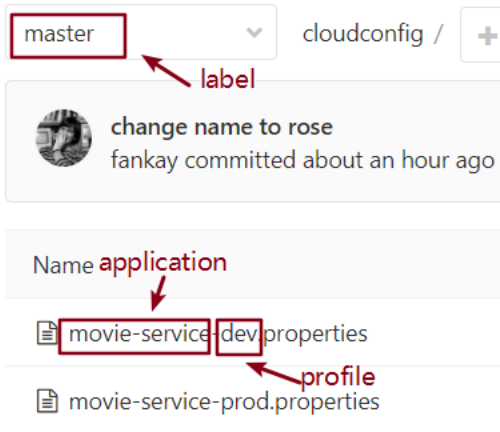 master
cloudconfig / +
label
change name to rose
fankay committed about an hour ago
Name application
movie-service-dev.properties
profile
movie-service-prod.properties